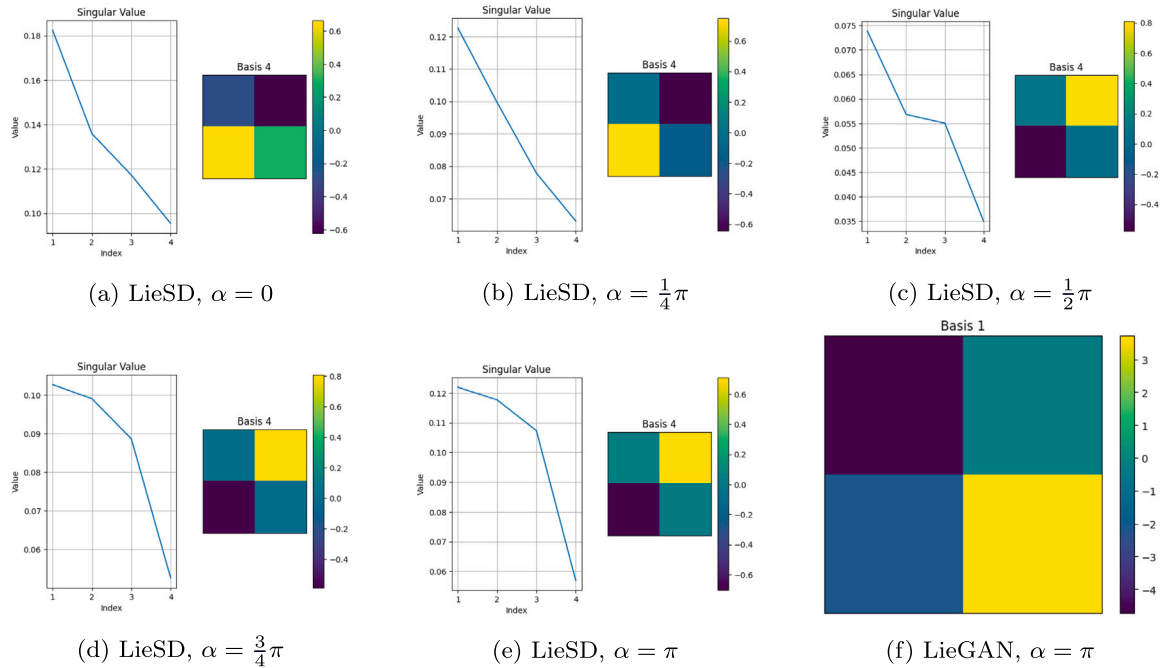 Singular Value
0.18
0.16
0.14
0.12
0.10
Value
1 2 3 4
Index
Basis 4
0.6
0.4
0.2
0.0
−0.2
−0.4
−0.6
(a) LieSD, α = 0
Singular Value
0.12
0.11
0.10
0.09
0.08
0.07
Value
1 2 3 4
Index
Basis 4
0.6
0.4
0.2
0.0
−0.2
−0.4
−0.6
(b) LieSD, α = ¼π
Singular Value
0.075
0.070
0.065
0.060
0.055
0.050
0.045
0.040
0.035
Value
1 2 3 4
Index
Basis 4
0.8
0.6
0.4
0.2
0.0
−0.2
−0.4
(c) LieSD, α = ½π
Singular Value
0.10
0.09
0.08
0.07
0.06
Value
1 2 3 4
Index
Basis 4
0.8
0.6
0.4
0.2
0.0
−0.2
−0.4
(d) LieSD, α = ¾π
Singular Value
0.12
0.11
0.10
0.09
0.08
0.07
0.06
Value
1 2 3 4
Index
Basis 4
0.6
0.4
0.2
0.0
−0.2
−0.4
−0.6
(e) LieSD, α = π
Basis 1
3
2
1
0
−1
−2
−3
−4
(f) LieGAN, α = π